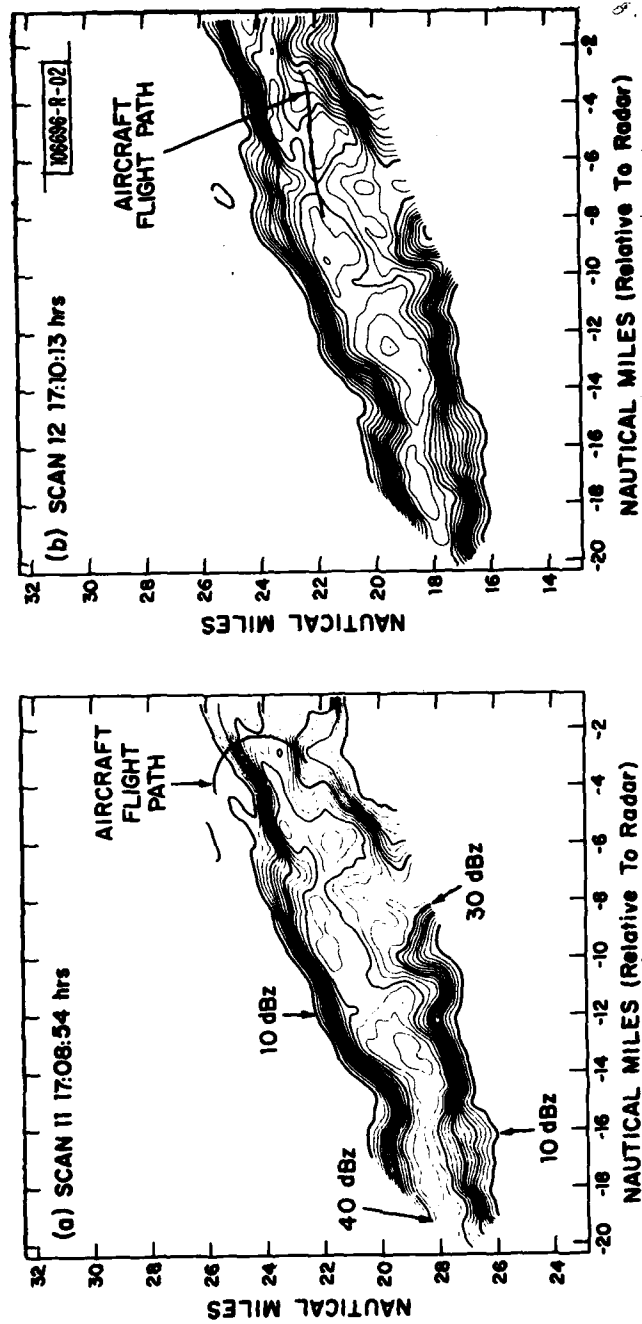 (a) SCAN 11 17:08:54 hrs
AIRCRAFT
FLIGHT
PATH
10 dBz
30 dBz
40 dBz
10 dBz
32
30
28
26
24
22
20
28
26
24
NAUTICAL MILES
-20 -18 -16 -14 -12 -10 -8 -6 -4 -2
NAUTICAL MILES (Relative To Radar)
(b) SCAN 12 17:10:13 hrs
106696-R-02
AIRCRAFT
FLIGHT PATH
32
30
28
26
24
22
20
18
16
NAUTICAL MILES
-20 -18 -16 -14 -12 -10 -8 -6 -4 -2
NAUTICAL MILES (Relative To Radar)